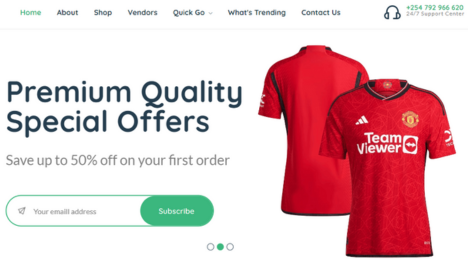 Home About Shop Vendors Quick Go What's Trending Contact Us
+254 792 966 620
24/7 Support Center
Premium Quality
Special Offers
Save up to 50% off on your first order
Your emaill address
Subscribe
Team
Viewer